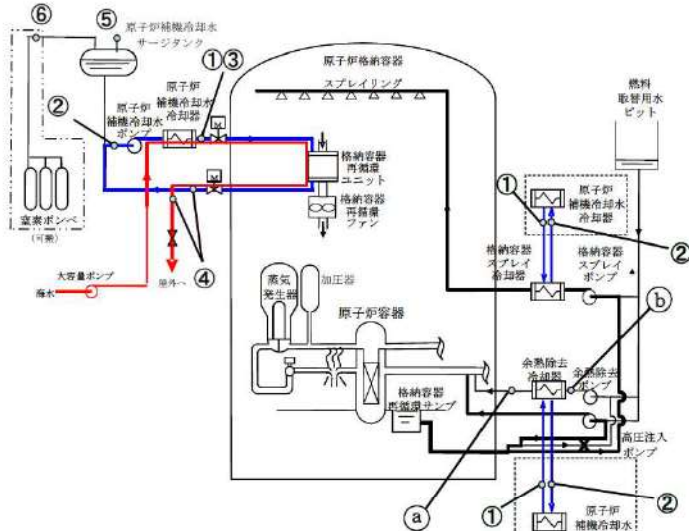 ⑥
⑤
原子炉補機冷却水
サージタンク
①③
原子炉
補機冷却水
冷却器
原子炉
補機冷却水
ポンプ
②
M
M
原子炉格納容器
スプレイリング
燃料
取替用水
ピット
格納容器
再循環
ユニット
格納容器
再循環
ファン
窒素ボンベ
(可搬)
④
大容量ポンプ
海水
屋外へ
①
原子炉
補機冷却水
冷却器
②
格納容器
スプレイ
冷却器
格納容器
スプレイ
ポンプ
ⓑ
蒸気
発生器
加圧器
原子炉容器
余熱除去
冷却器
余熱除去
ポンプ
格納容器
再循環サンプ
高圧注入
ポンプ
ⓐ
①
②
原子炉
補機冷却水